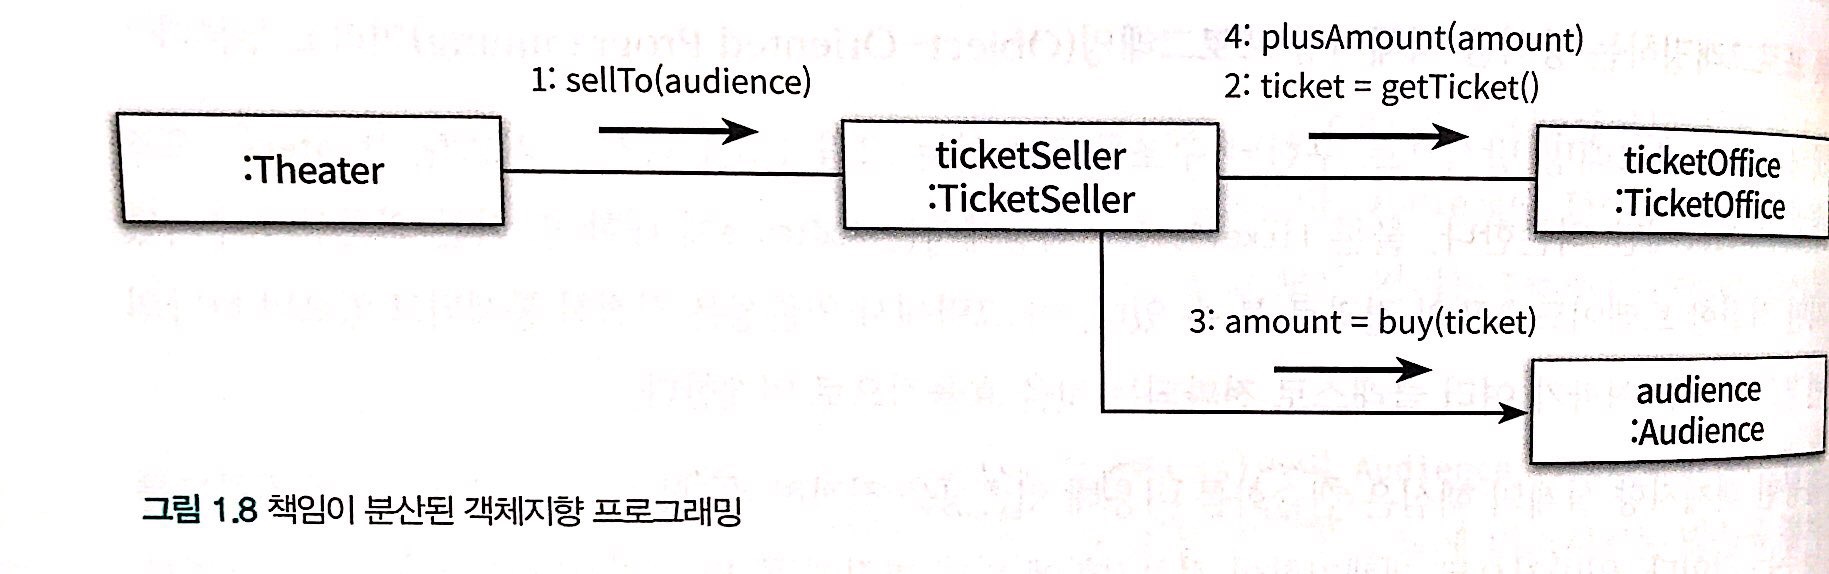 4: plusAmount(amount)
1: sellTo(audience)
2: ticket = getTicket()
:Theater
ticketSeller
:TicketSeller
ticketOffice
:TicketOffice
3: amount = buy(ticket)
audience
:Audience
그림 1.8 책임이 분산된 객체지향 프로그래밍